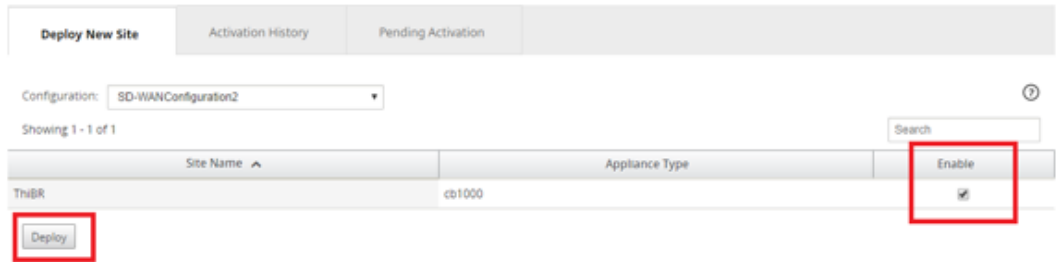 Deploy New Site Activation History Pending Activation
Configuration: SD-WANConfiguration2
Showing 1 - 1 of 1 Search
Site Name Appliance Type Enable
ThiBR cb1000
Deploy